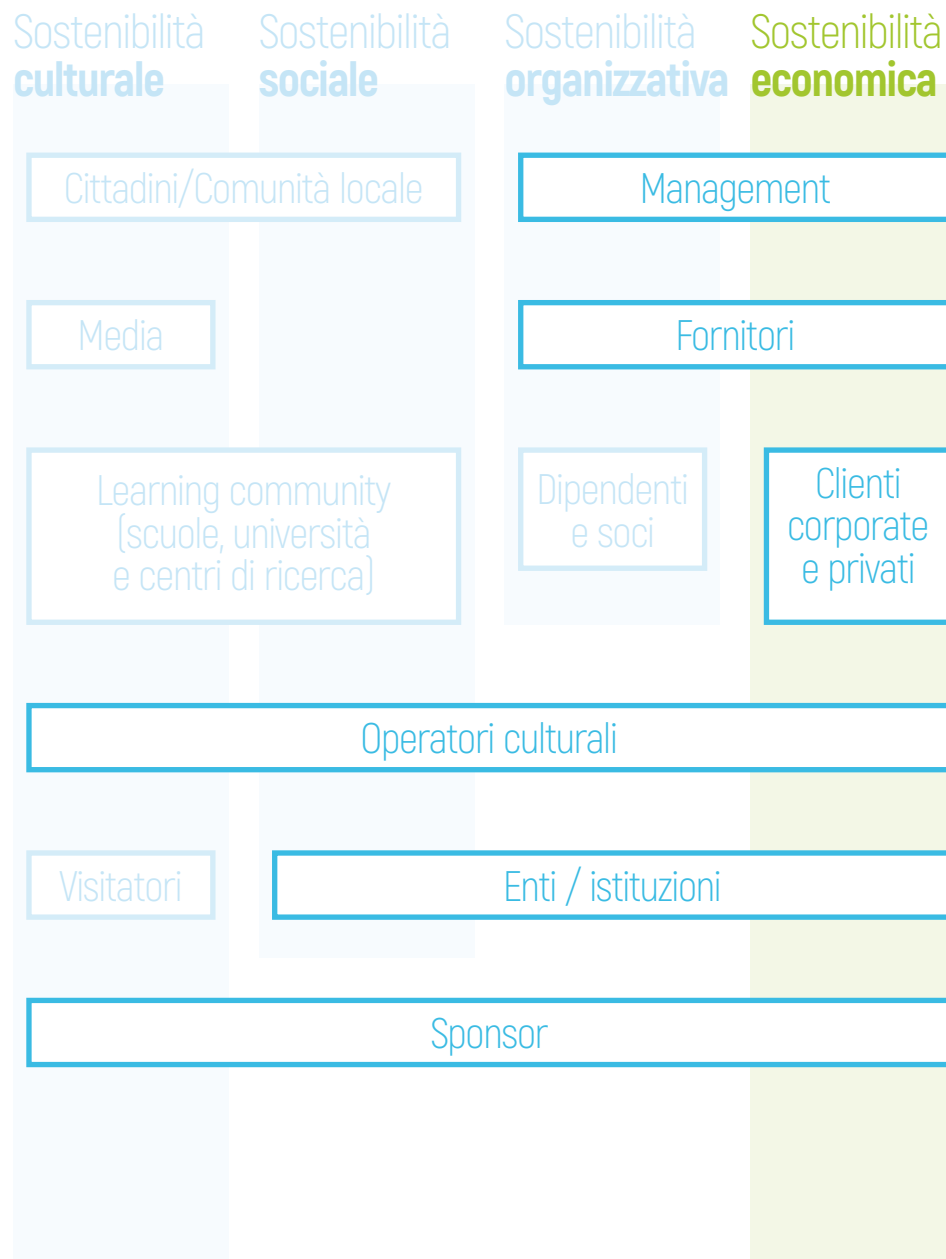 Sostenibilità
culturale
Sostenibilità
sociale
Sostenibilità
organizzativa
Sostenibilità
economica
Cittadini/Comunità locale
Management
Media
Fornitori
Learning community
(scuole, università
e centri di ricerca)
Dipendenti
e soci
Clienti
corporate
e privati
Operatori culturali
Visitatori
Enti / istituzioni
Sponsor